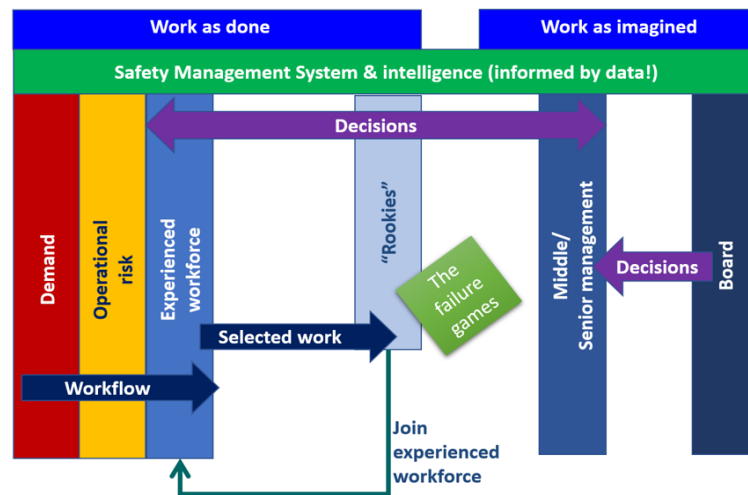 Work as done
Work as imagined
Safety Management System & intelligence (informed by data!)
Decisions
Demand
Operational
risk
Experienced
workforce
“Rookies”
The
failure
games
Middle/
Senior management
Decisions
Board
Selected work
Workflow
Join
experienced
workforce